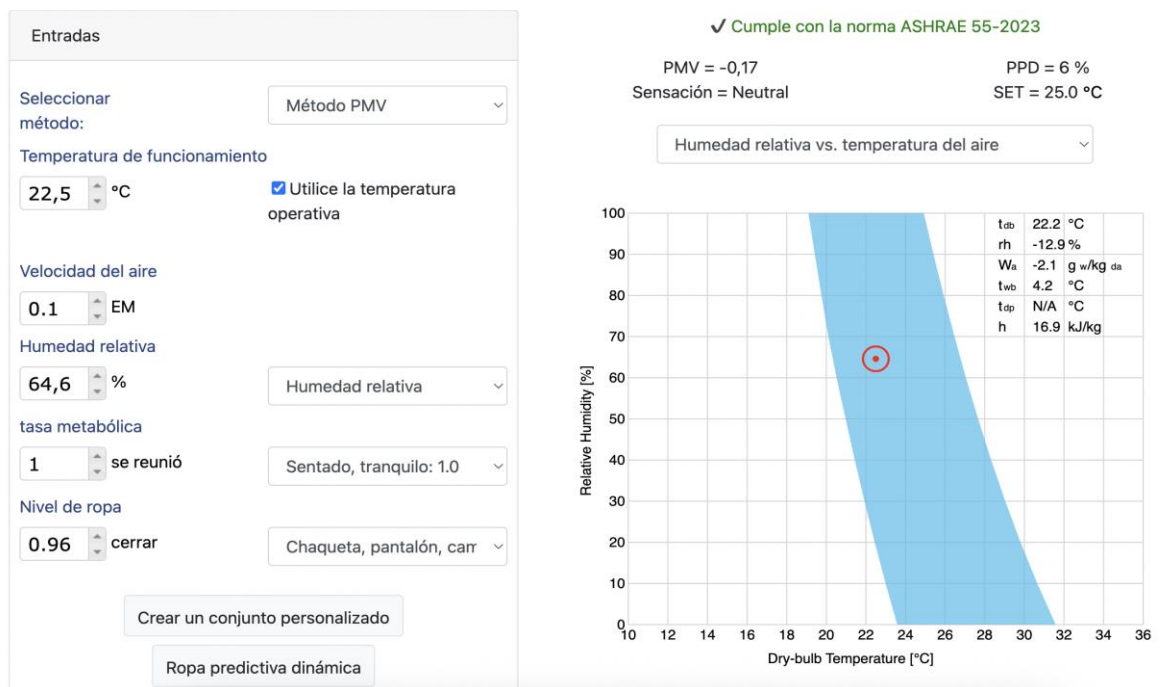 Entradas
Seleccionar
método:
Método PMV
Temperatura de funcionamiento
22,5 °C
Utilice la temperatura
operativa
Velocidad del aire
0.1 EM
Humedad relativa
64,6 %
Humedad relativa
tasa metabólica
1 se reunió
Sentado, tranquilo: 1.0
Nivel de ropa
0.96 cerrar
Chaqueta, pantalón, cam
Crear un conjunto personalizado
Ropa predictiva dinámica
✓ Cumple con la norma ASHRAE 55-2023
PMV = -0,17
PPD = 6 %
Sensación = Neutral
SET = 25.0 °C
Humedad relativa vs. temperatura del aire
tdb 22.2 °C
rh -12.9 %
Wa -2.1 g w/kg da
twb 4.2 °C
tdp N/A °C
h 16.9 kJ/kg
100
90
80
70
60
50
40
30
20
10
0
Relative Humidity [%]
10 12 14 16 18 20 22 24 26 28 30 32 34 36
Dry-bulb Temperature [°C]